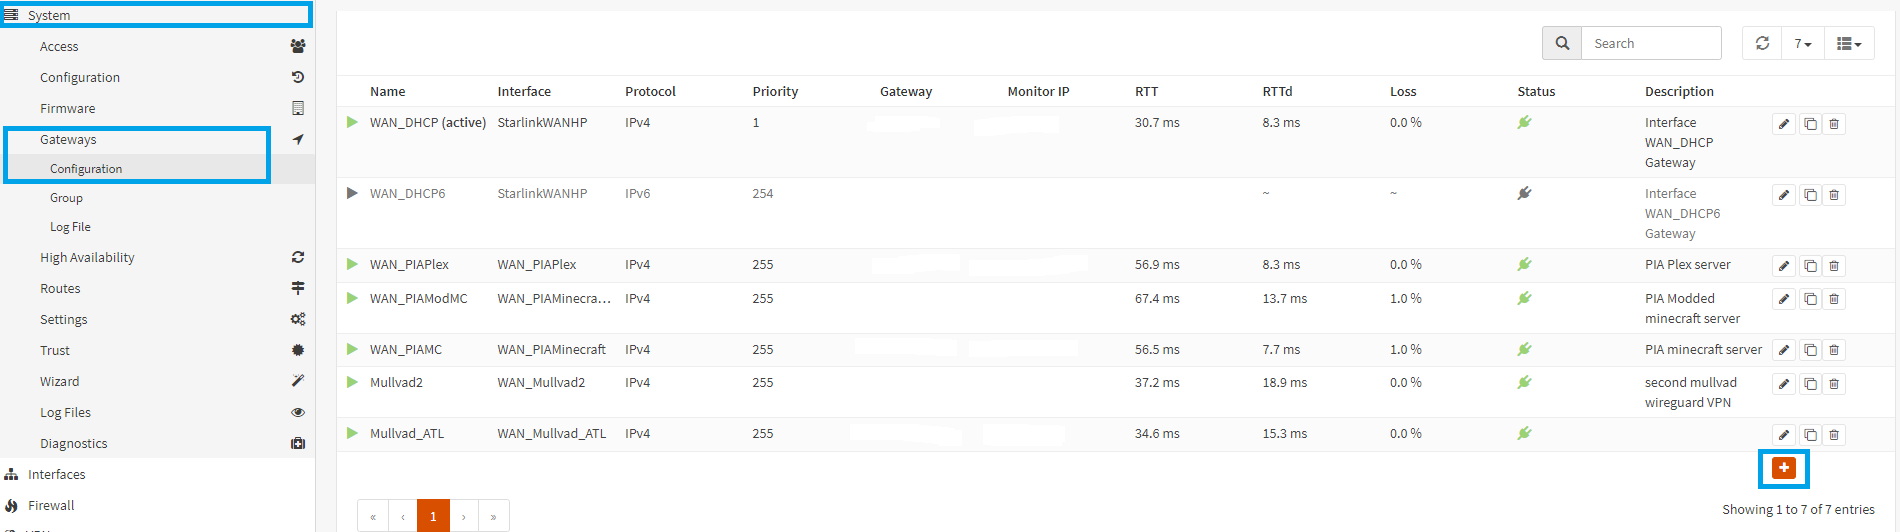 System
Access
Configuration
Firmware
Gateways
Configuration
Group
Log File
High Availability
Routes
Settings
Trust
Wizard
Log Files
Diagnostics
Interfaces
Firewall
Search
7
Name Interface Protocol Priority Gateway Monitor IP RTT RTTd Loss Status Description
WAN_DHCP (active) StarlinkWANHP IPv4 1 30.7 ms 8.3 ms 0.0 % Interface
WAN_DHCP
Gateway
WAN_DHCP6 StarlinkWANHP IPv6 254 ~ ~ Interface
WAN_DHCP6
Gateway
WAN_PIAPlex WAN_PIAPlex IPv4 255 56.9 ms 8.3 ms 0.0 % PIA Plex server
WAN_PIAModMC WAN_PIAMinecra... IPv4 255 67.4 ms 13.7 ms 1.0 % PIA Modded
minecraft server
WAN_PIAMC WAN_PIAMinecraft IPv4 255 56.5 ms 7.7 ms 1.0 % PIA minecraft server
Mullvad2 WAN_Mullvad2 IPv4 255 37.2 ms 18.9 ms 0.0 % second mullvad
wireguard VPN
Mullvad_ATL WAN_Mullvad_ATL IPv4 255 34.6 ms 15.3 ms 0.0 %
« ‹ 1 › »
Showing 1 to 7 of 7 entries